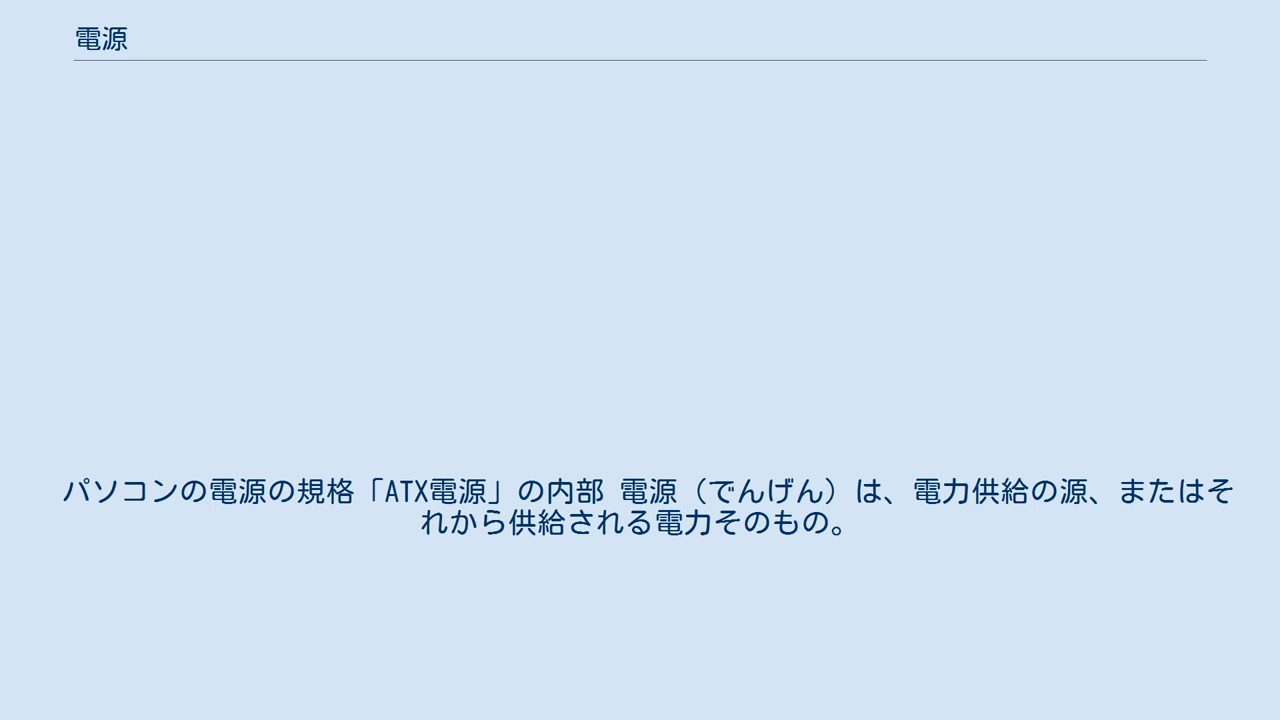 電源
パソコンの電源の規格「ATX電源」の内部 電源（でんげん）は、電力供給の源、またはそ
れから供給される電力そのもの。